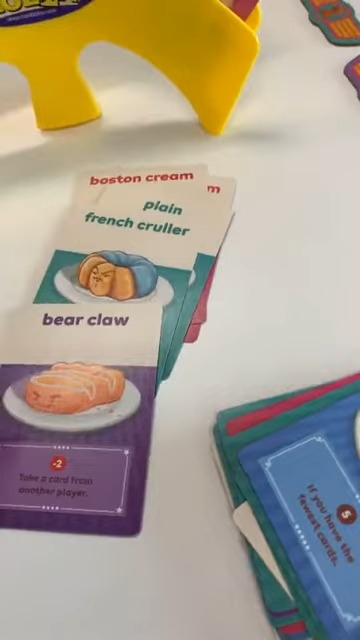 boston cream
m
plain
french cruller
bear claw
-2
Take a card from
another player.
5
If you have the
fewest cards.